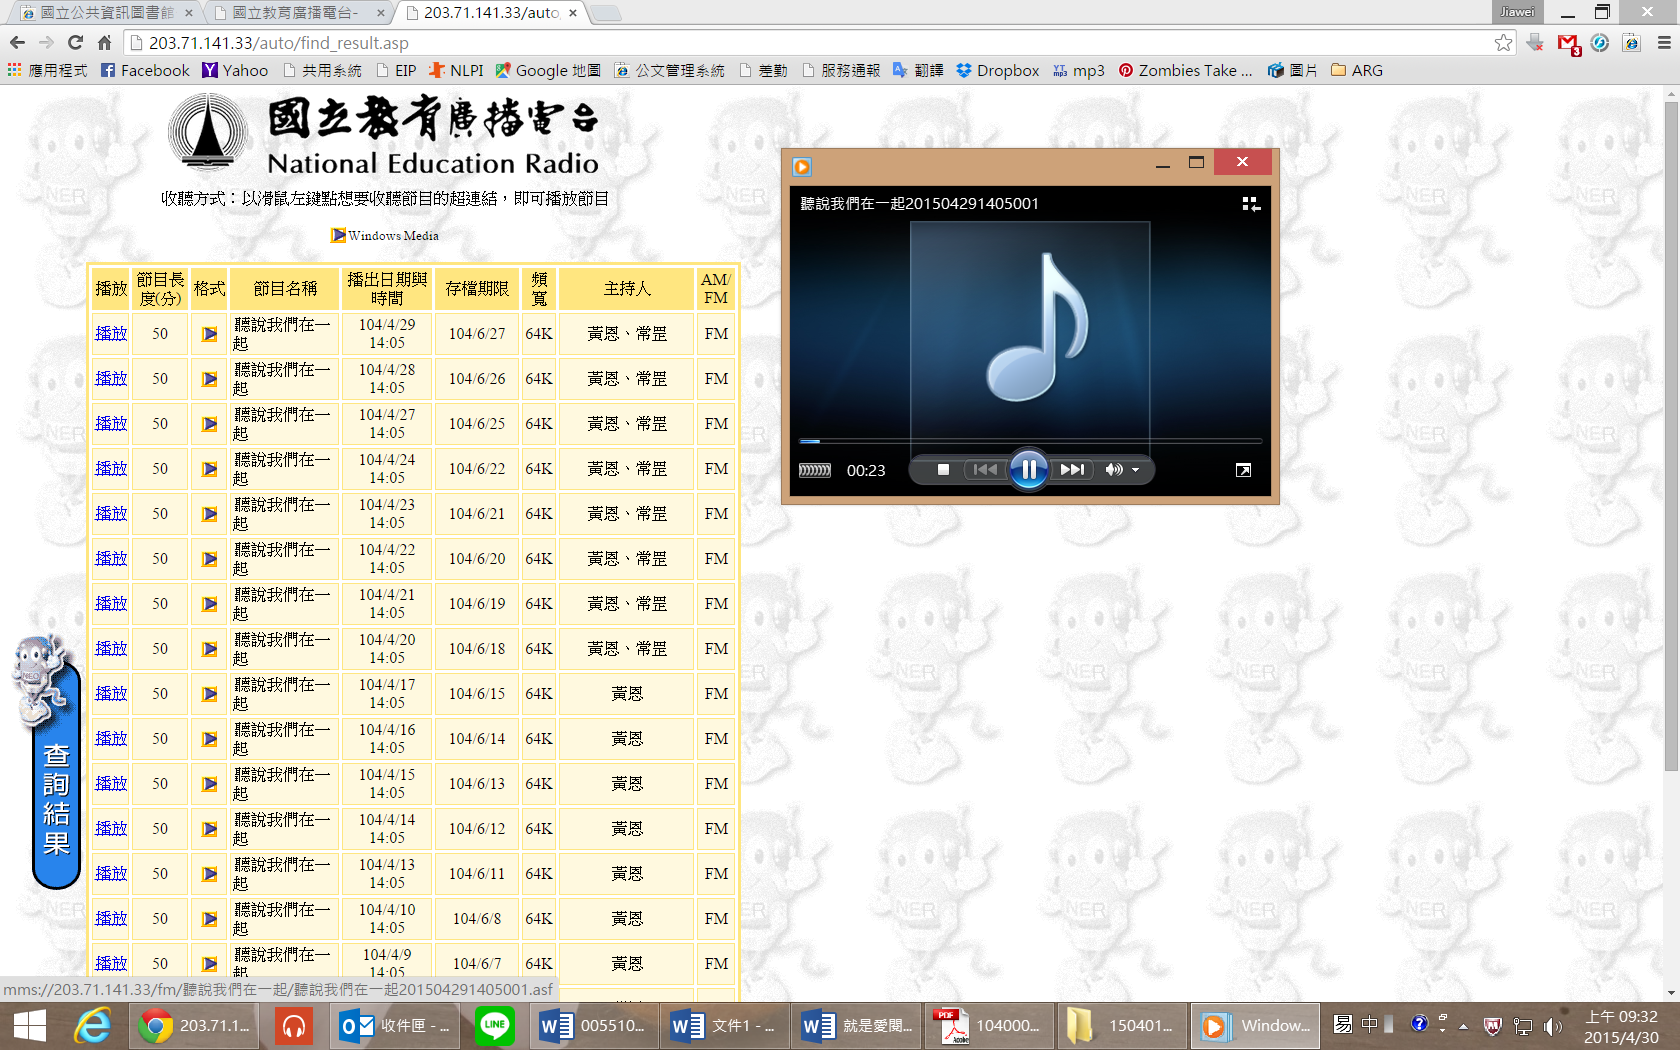 國立公共資訊圖書館
國立教育廣播電台-
203.71.141.33/auto
Jiawei
203.71.141.33/auto/find_result.asp
3
應用程式 Facebook Yahoo 共用系統 EIP NLPI Google 地圖 公文管理系統 差勤 服務通報 翻譯 Dropbox mp3 Zombies Take ... 圖片 ARG
國立教育廣播電台
National Education Radio
收聽方式：以滑鼠左鍵點想要收聽節目的超連結，即可播放節目
Windows Media
播放 節目長度(分) 格式 節目名稱 播出日期與時間 存檔期限 頻寬 主持人 AM/FM
播放 50 聽說我們在一起 104/4/29 14:05 104/6/27 64K 黃恩、常罡 FM
播放 50 聽說我們在一起 104/4/28 14:05 104/6/26 64K 黃恩、常罡 FM
播放 50 聽說我們在一起 104/4/27 14:05 104/6/25 64K 黃恩、常罡 FM
播放 50 聽說我們在一起 104/4/24 14:05 104/6/22 64K 黃恩、常罡 FM
播放 50 聽說我們在一起 104/4/23 14:05 104/6/21 64K 黃恩、常罡 FM
播放 50 聽說我們在一起 104/4/22 14:05 104/6/20 64K 黃恩、常罡 FM
播放 50 聽說我們在一起 104/4/21 14:05 104/6/19 64K 黃恩、常罡 FM
播放 50 聽說我們在一起 104/4/20 14:05 104/6/18 64K 黃恩、常罡 FM
播放 50 聽說我們在一起 104/4/17 14:05 104/6/15 64K 黃恩 FM
播放 50 聽說我們在一起 104/4/16 14:05 104/6/14 64K 黃恩 FM
播放 50 聽說我們在一起 104/4/15 14:05 104/6/13 64K 黃恩 FM
播放 50 聽說我們在一起 104/4/14 14:05 104/6/12 64K 黃恩 FM
播放 50 聽說我們在一起 104/4/13 14:05 104/6/11 64K 黃恩 FM
播放 50 聽說我們在一起 104/4/10 14:05 104/6/8 64K 黃恩 FM
播放 50 聽說我們在一起 104/4/9 14:05 104/6/7 64K 黃恩 FM
查詢結果
聽說我們在一起201504291405001
00:23
mms://203.71.141.33/fm/聽說我們在一起/聽說我們在一起201504291405001.asf
203.71.1...
收件匣 - ...
LINE
005510...
文件1 - ...
就是愛閱...
PDF
Adobe
104000...
150401...
Window...
易 中
上午 09:32
2015/4/30